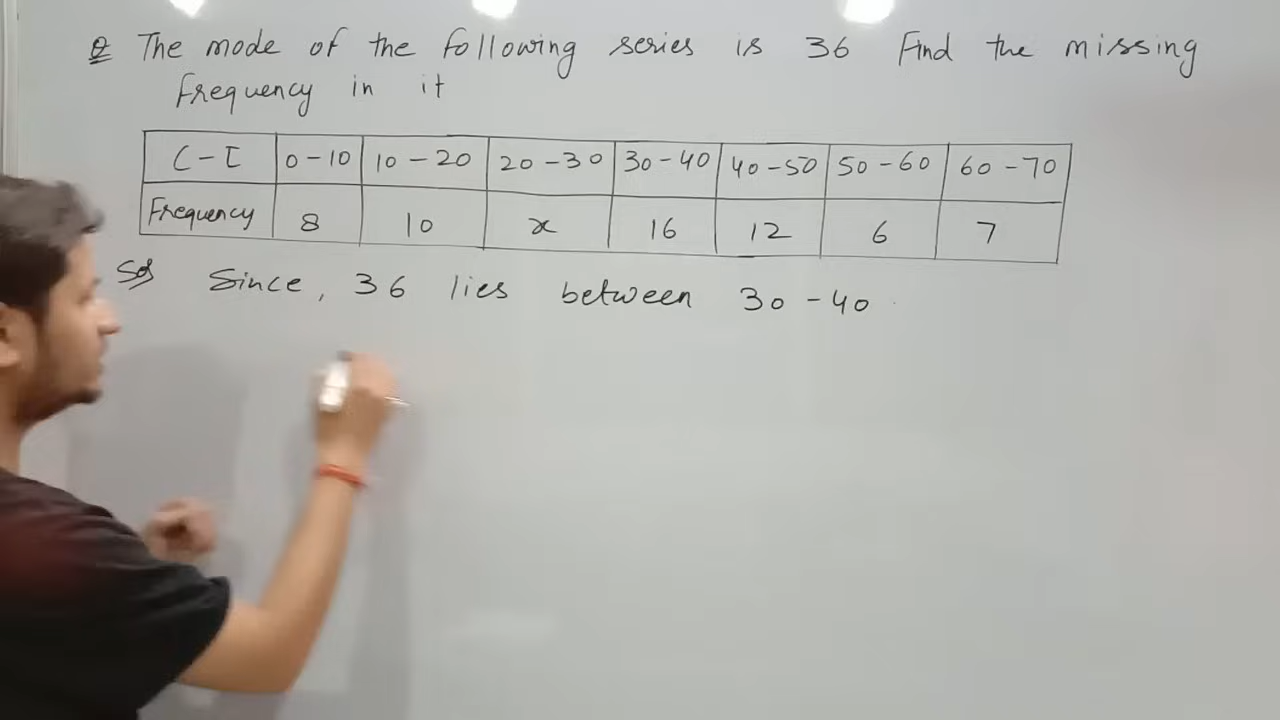 Q The mode of the following series is 36 Find the missing
frequency in it
C-I 0-10 10-20 20-30 30-40 40-50 50-60 60-70
Frequency 8 10 x 16 12 6 7
Sol Since, 36 lies between 30-40